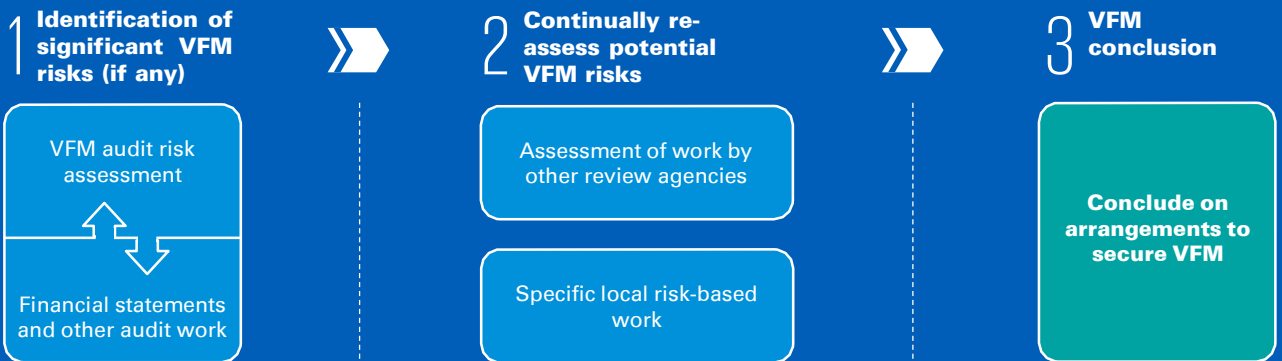 1
Identification of
significant VFM
risks (if any)
VFM audit risk
assessment
Financial statements
and other audit work
2
Continually re-
assess potential
VFM risks
Assessment of work by
other review agencies
Specific local risk-based
work
3
VFM
conclusion
Conclude on
arrangements to
secure VFM